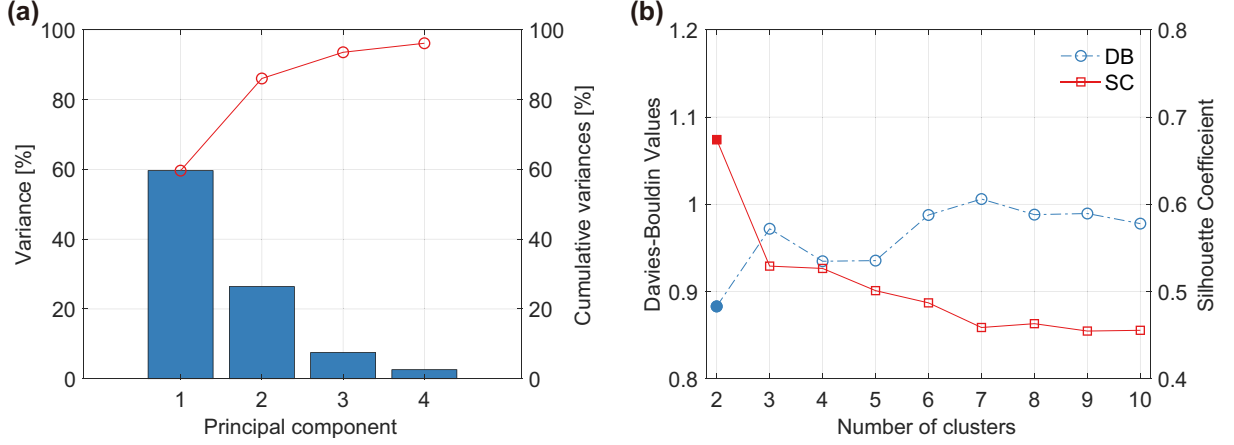 (a)
100
80
60
40
20
0
Variance [%]
100
80
60
40
20
0
Cumulative variances [%]
1 2 3 4
Principal component
(b)
1.2
1.1
1
0.9
0.8
Davies-Bouldin Values
DB
SC
0.8
0.7
0.6
0.5
0.4
Silhouette Coefficeient
2 3 4 5 6 7 8 9 10
Number of clusters